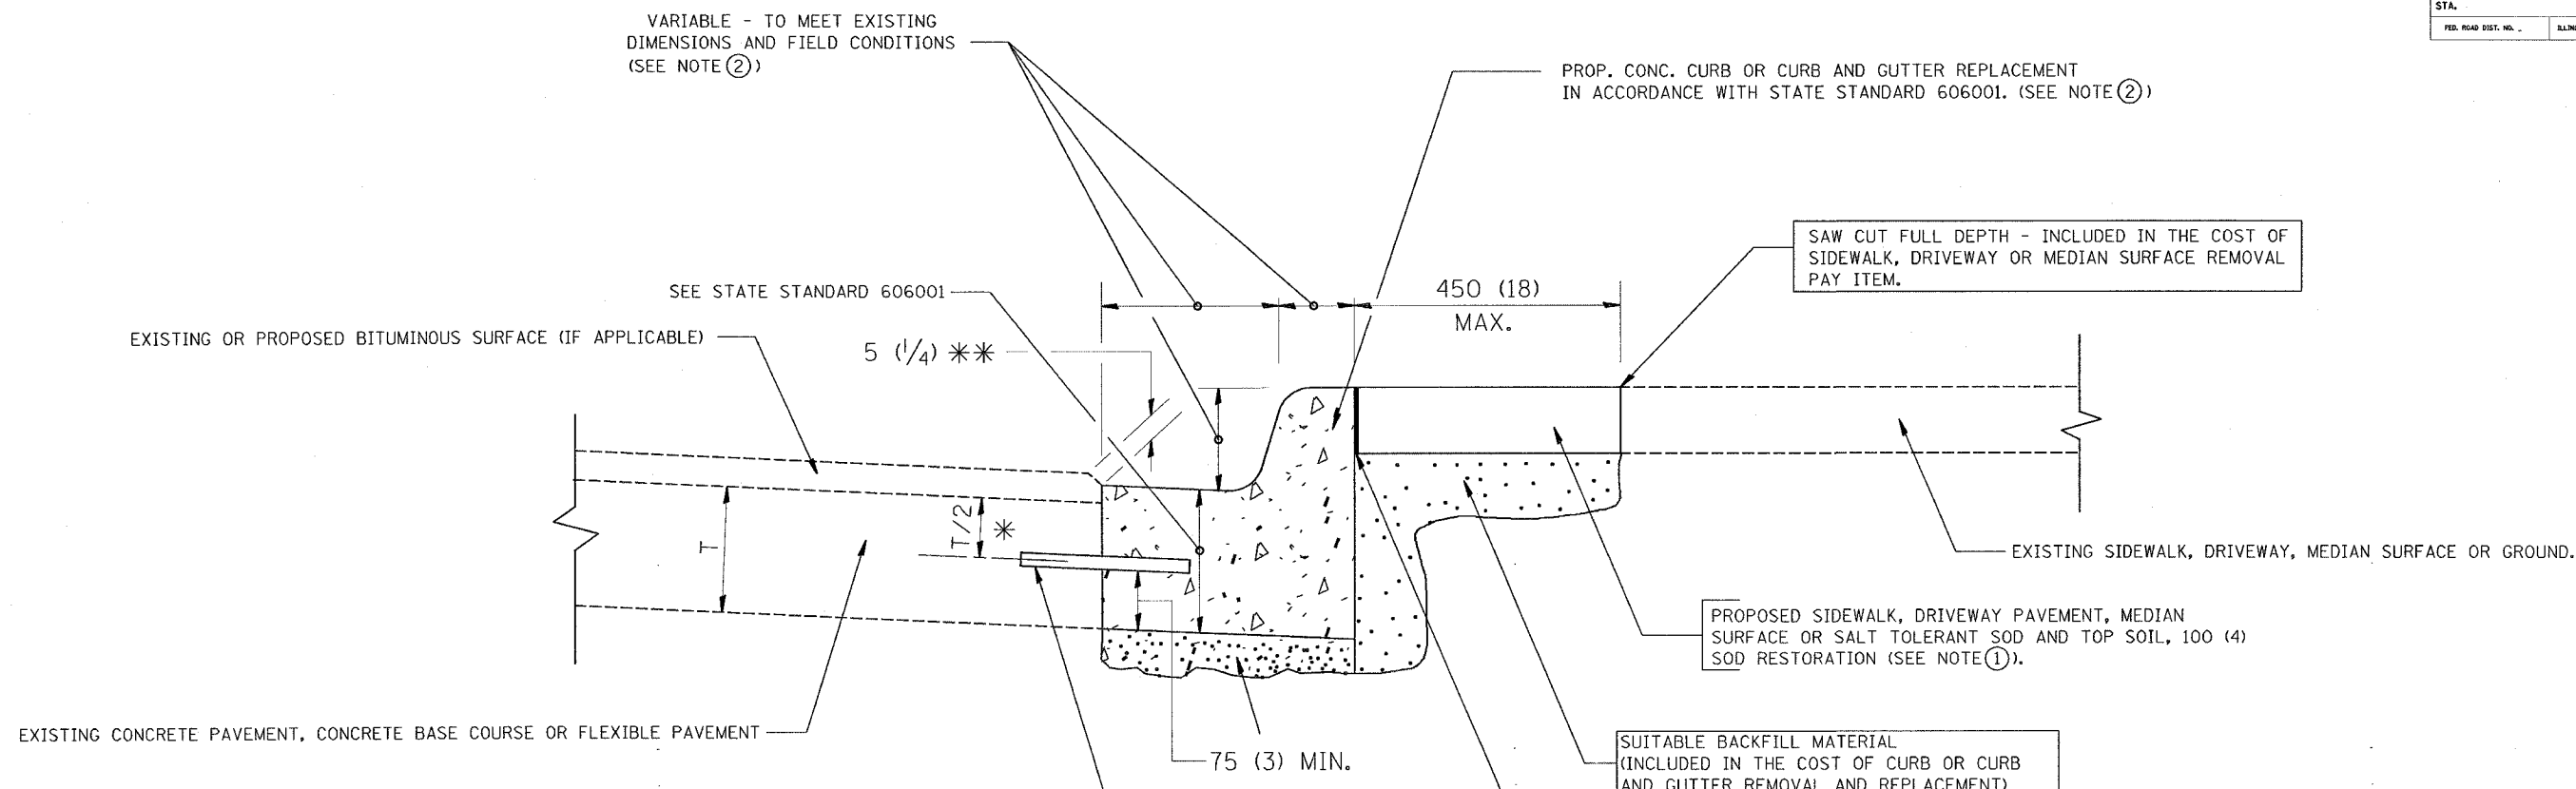 VARIABLE - TO MEET EXISTING
DIMENSIONS AND FIELD CONDITIONS
(SEE NOTE ②)
STA.
FED. ROAD DIST. NO. -
PROP. CONC. CURB OR CURB AND GUTTER REPLACEMENT
IN ACCORDANCE WITH STATE STANDARD 606001. (SEE NOTE ②)
SAW CUT FULL DEPTH - INCLUDED IN THE COST OF
SIDEWALK, DRIVEWAY OR MEDIAN SURFACE REMOVAL
PAY ITEM.
SEE STATE STANDARD 606001
450 (18)
MAX.
EXISTING OR PROPOSED BITUMINOUS SURFACE (IF APPLICABLE)
5 (1/4) **
T
T/2
*
EXISTING SIDEWALK, DRIVEWAY, MEDIAN SURFACE OR GROUND.
PROPOSED SIDEWALK, DRIVEWAY PAVEMENT, MEDIAN
SURFACE OR SALT TOLERANT SOD AND TOP SOIL, 100 (4)
SOD RESTORATION (SEE NOTE ①).
EXISTING CONCRETE PAVEMENT, CONCRETE BASE COURSE OR FLEXIBLE PAVEMENT
75 (3) MIN.
SUITABLE BACKFILL MATERIAL
(INCLUDED IN THE COST OF CURB OR CURB
AND GUTTER REMOVAL AND REPLACEMENT)